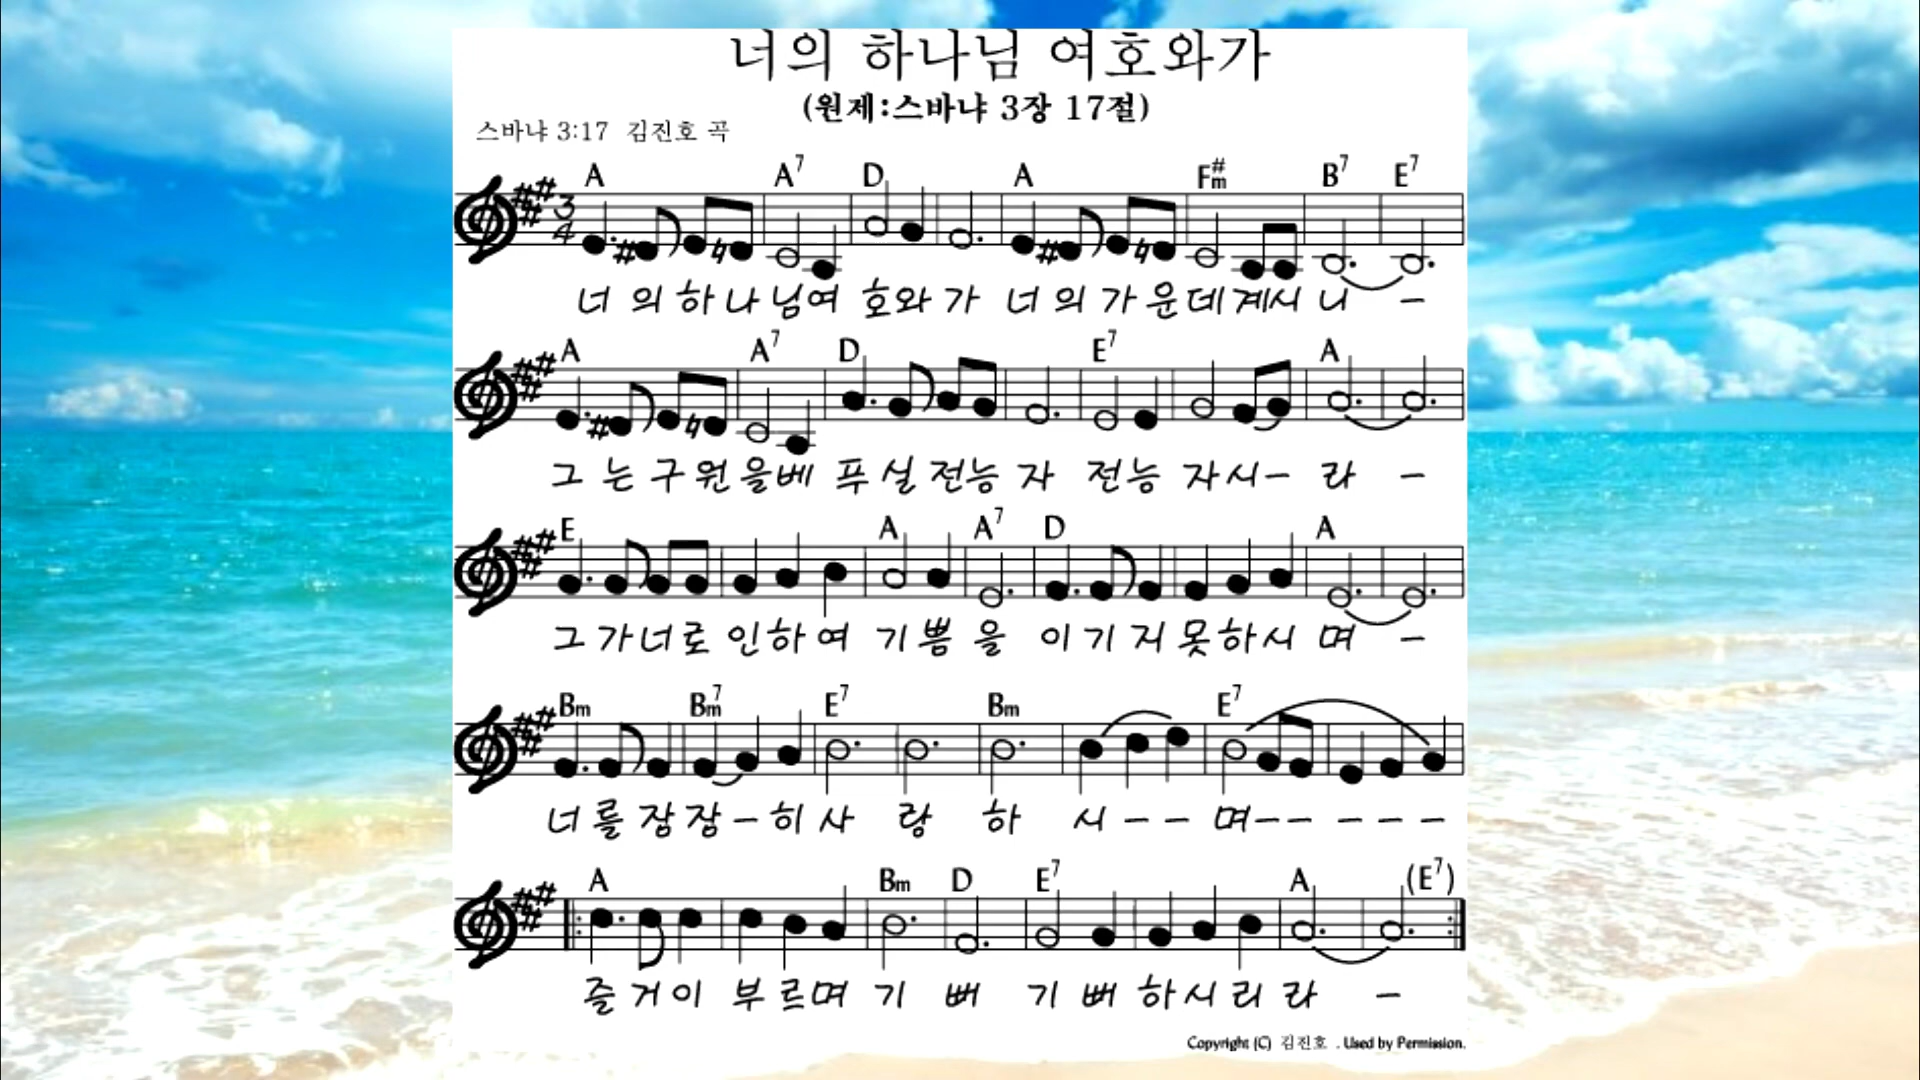 너의 하나님 여호와가
(원제:스바냐 3장 17절)
스바냐 3:17 김진호 곡
A A7 D A F#m B7 E7
3/4
너 의 하 나 님 여 호 와 가 너 의 가 운 데 계 시 니 –
A A7 D E7 A
그 는 구 원 을 베 푸 실 전 능 자 전 능 자 시 – 라 –
E A A7 D A
그 가 너 로 인 하 여 기 쁨 을 이 기 지 못 하 시 며 –
Bm Bm7 E7 Bm E7
너 를 잠 잠 – 히 사 랑 하 시 – – 며 – – – – –
A Bm D E7 A (E7)
즐 거 이 부 르 며 기 뻐 기 뻐 하 시 리 라 –
Copyright (C) 김진호 . Used by Permission.